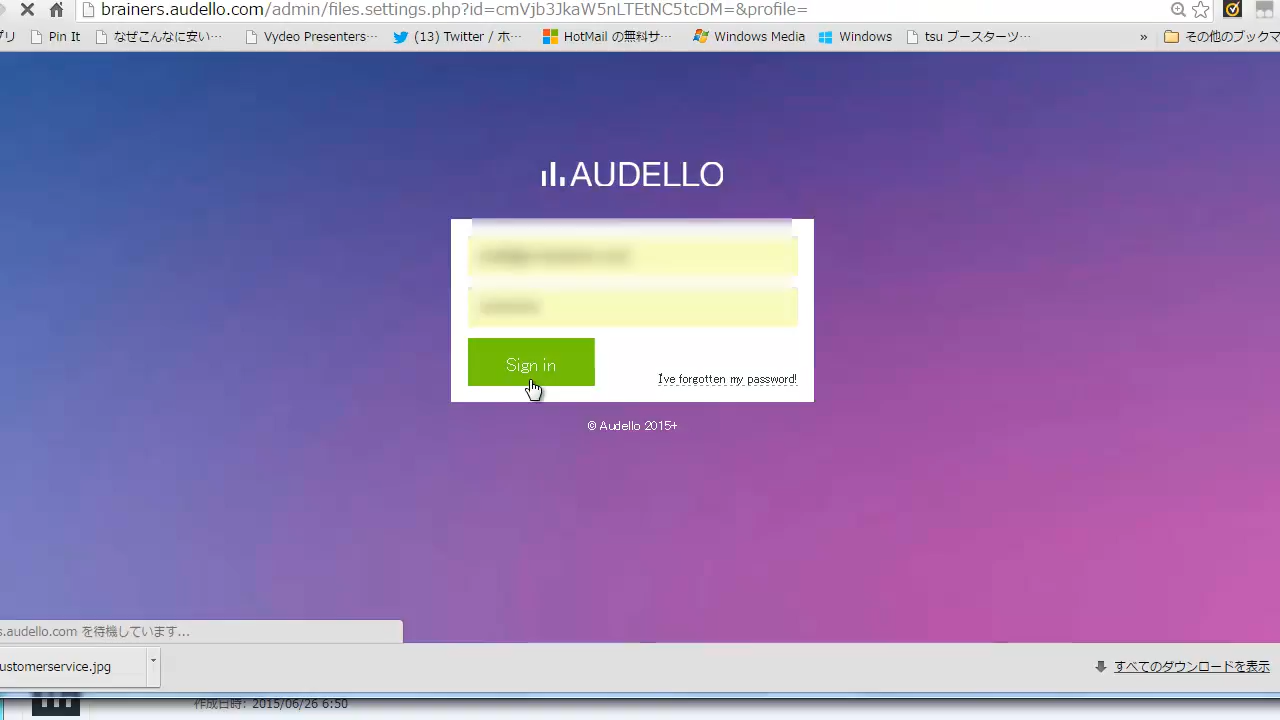 brainers.audello.com/admin/files.settings.php?id=cmVjb3JkaW5nLTEtNC5tcDM=&profile=
プリ Pin It なぜこんなに安い… Vydeo Presenters… (13) Twitter / ホ… HotMail の無料サ… Windows Media Windows tsu ブースターツ… » その他のブックマ
AUDELLO
Sign in
I've forgotten my password!
© Audello 2015+
s.audello.com を待機しています...
ustomerservice.jpg
すべてのダウンロードを表示
作成日時: 2015/06/26 6:50